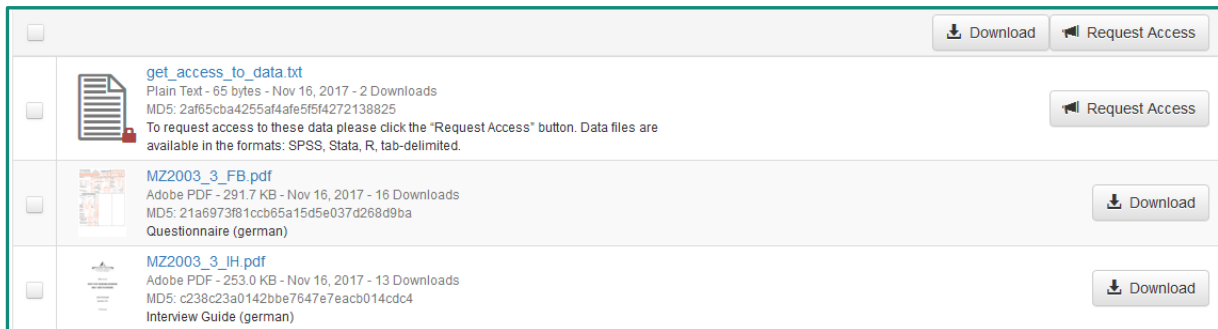 Download Request Access
get_access_to_data.txt
Plain Text - 65 bytes - Nov 16, 2017 - 2 Downloads
MD5: 2af65cba4255af4afe5f5f4272138825
To request access to these data please click the “Request Access” button. Data files are
available in the formats: SPSS, Stata, R, tab-delimited.
Request Access
MZ2003_3_FB.pdf
Adobe PDF - 291.7 KB - Nov 16, 2017 - 16 Downloads
MD5: 21a6973f81ccb65a15d5e037d268d9ba
Questionnaire (german)
Download
MZ2003_3_IH.pdf
Adobe PDF - 253.0 KB - Nov 16, 2017 - 13 Downloads
MD5: c238c23a0142bbe7647e7eacb014cdc4
Interview Guide (german)
Download